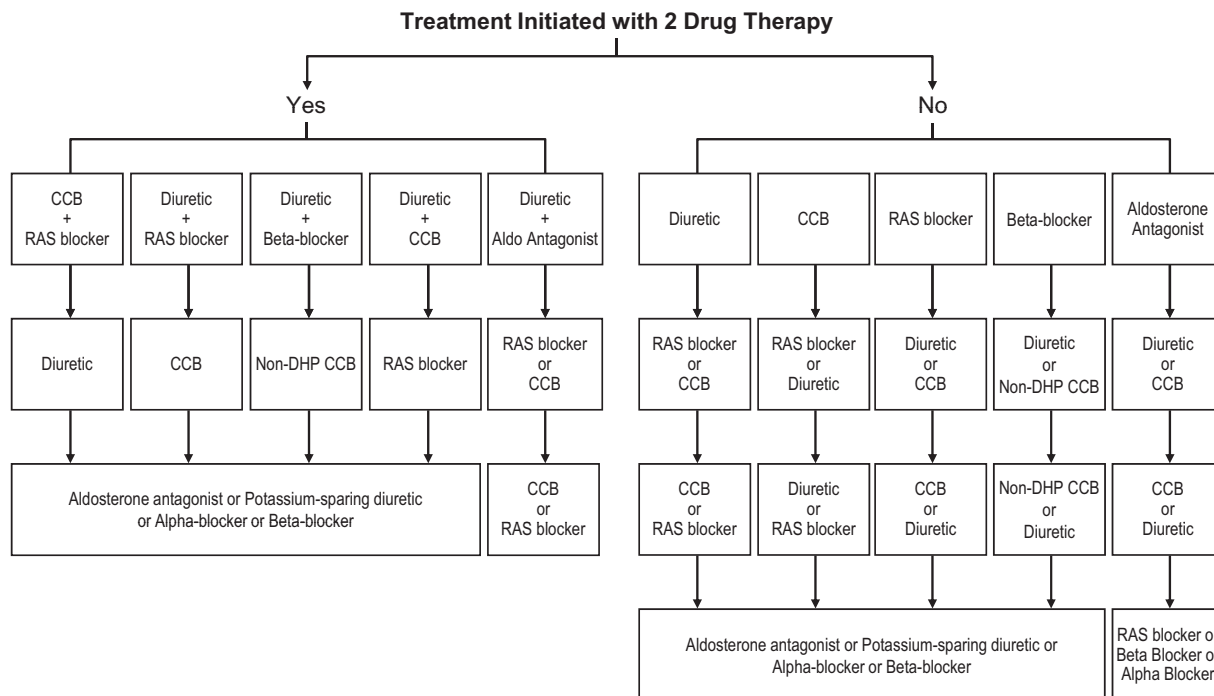 Treatment Initiated with 2 Drug Therapy
Yes
No
CCB
+
RAS blocker
Diuretic
+
RAS blocker
Diuretic
+
Beta-blocker
Diuretic
+
CCB
Diuretic
+
Aldo Antagonist
Diuretic
CCB
RAS blocker
Beta-blocker
Aldosterone
Antagonist
Diuretic
CCB
Non-DHP CCB
RAS blocker
RAS blocker
or
CCB
RAS blocker
or
CCB
RAS blocker
or
Diuretic
Diuretic
or
CCB
Diuretic
or
Non-DHP CCB
Diuretic
or
CCB
Aldosterone antagonist or Potassium-sparing diuretic
or Alpha-blocker or Beta-blocker
CCB
or
RAS blocker
CCB
or
RAS blocker
Diuretic
or
RAS blocker
CCB
or
Diuretic
Non-DHP CCB
or
Diuretic
CCB
or
Diuretic
Aldosterone antagonist or Potassium-sparing diuretic or
Alpha-blocker or Beta-blocker
RAS blocker o
Beta Blocker o
Alpha Blocker